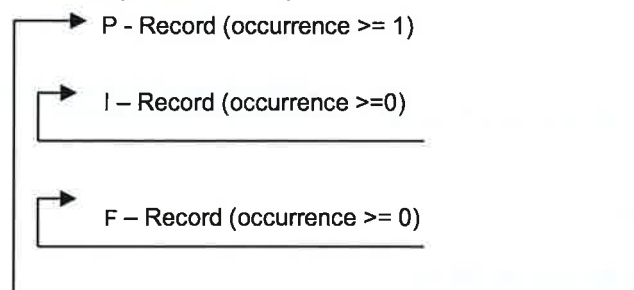 P - Record (occurrence >= 1)
I – Record (occurrence >=0)
F – Record (occurrence >= 0)